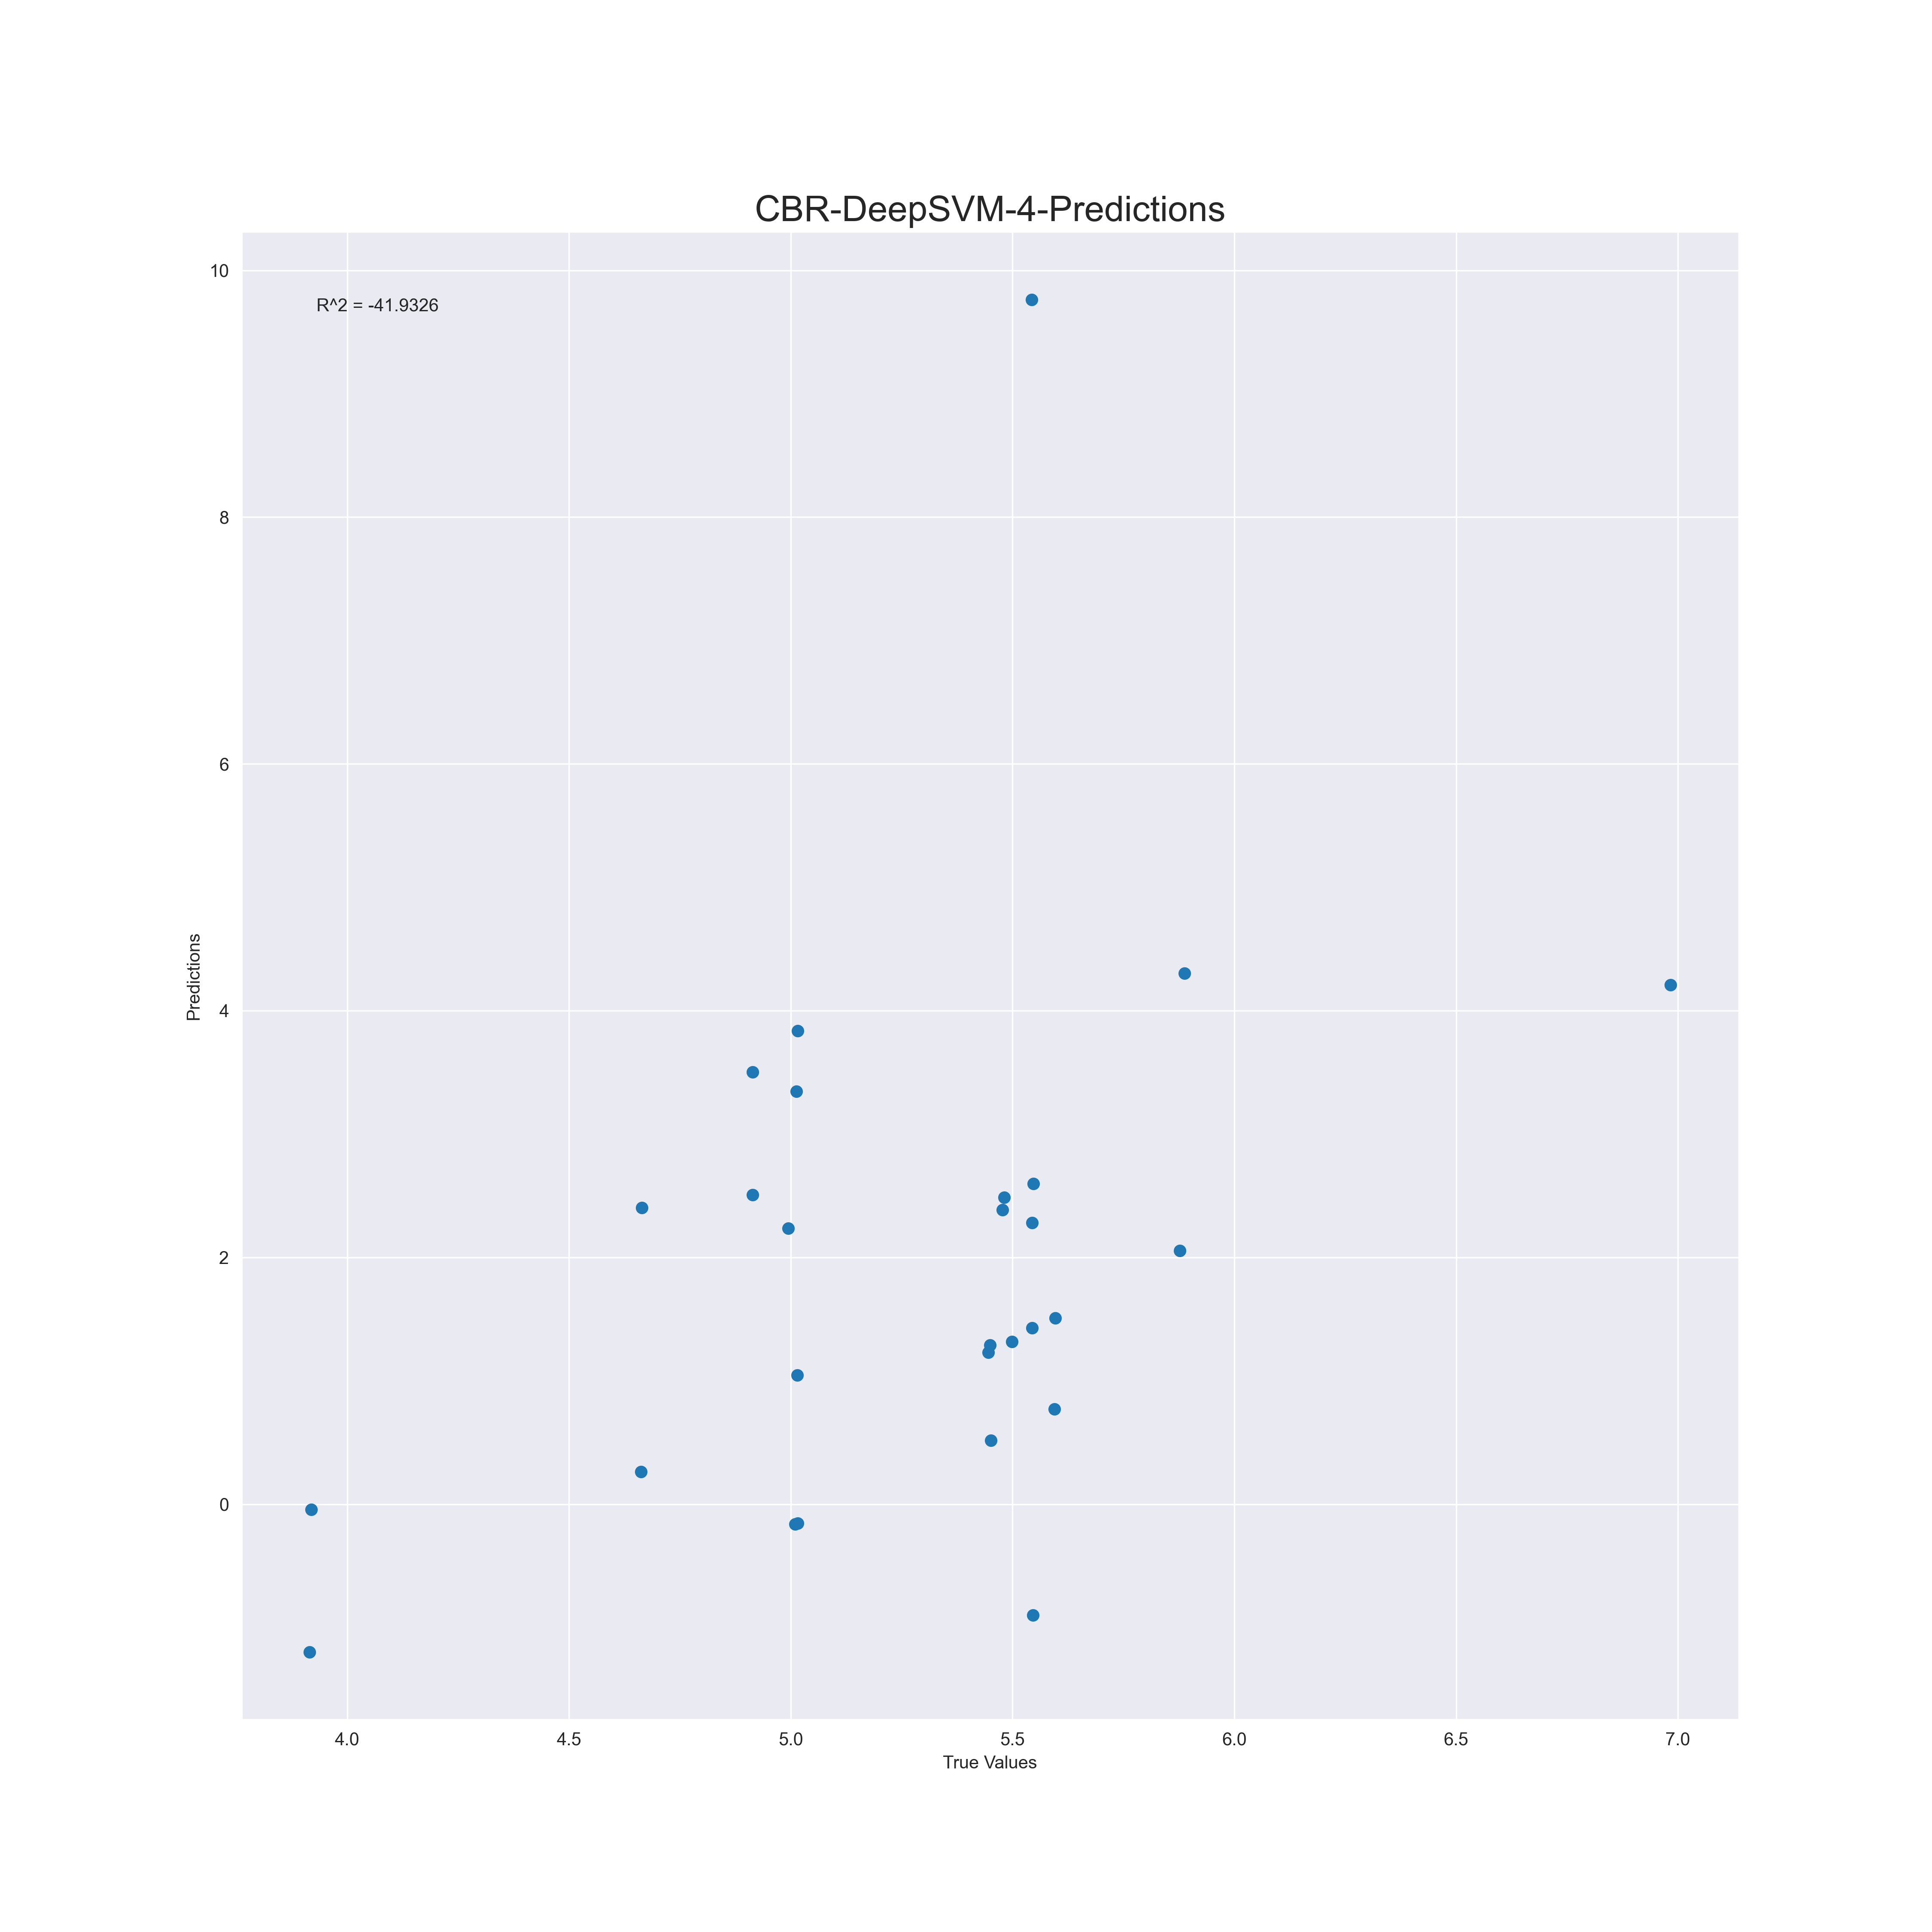 CBR-DeepSVM-4-Predictions
R^2 = -41.9326
10
8
6
4
2
0
Predictions
4.0 4.5 5.0 5.5 6.0 6.5 7.0
True Values